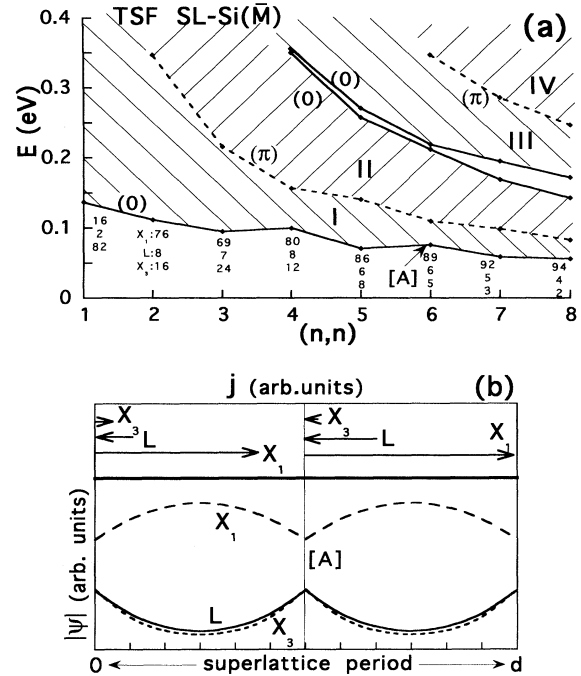 TSF SL-Si(M̄)
(a)
0.4
0.3
0.2
0.1
0
E (eV)
(0)
(0)
(0)
(π)
(π)
I
II
III
IV
16
2
82
X₁:76
L:8
X₃:16
69
7
24
80
8
12
86
6
8
[A]
89
6
5
92
5
3
94
4
2
1 2 3 4 5 6 7 8
(n,n)
j (arb.units)
(b)
X₃
L
X₁
X₃
L
X₁
X₁
[A]
L
X₃
|ψ| (arb. units)
0 superlattice period d